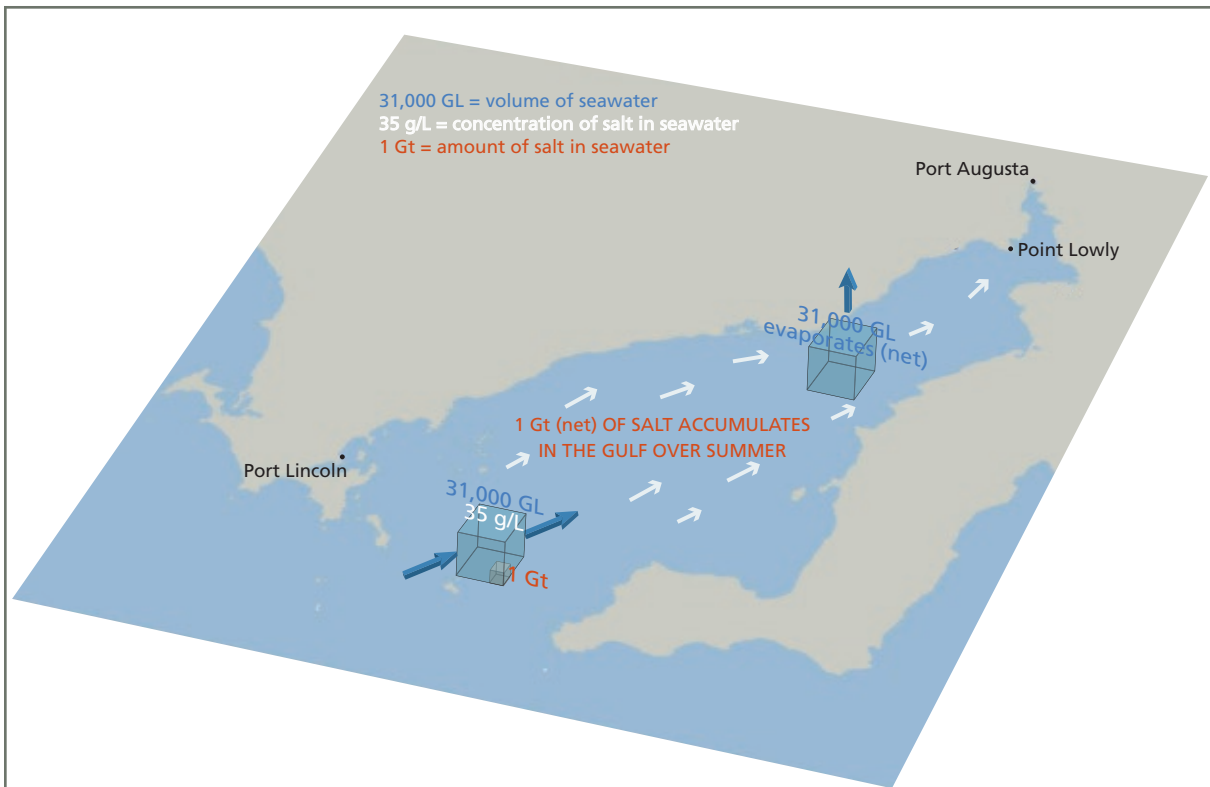 31,000 GL = volume of seawater
35 g/L = concentration of salt in seawater
1 Gt = amount of salt in seawater
Port Augusta
Point Lowly
31,000 GL
evaporates (net)
1 Gt (net) OF SALT ACCUMULATES
IN THE GULF OVER SUMMER
Port Lincoln
31,000 GL
35 g/L
1 Gt